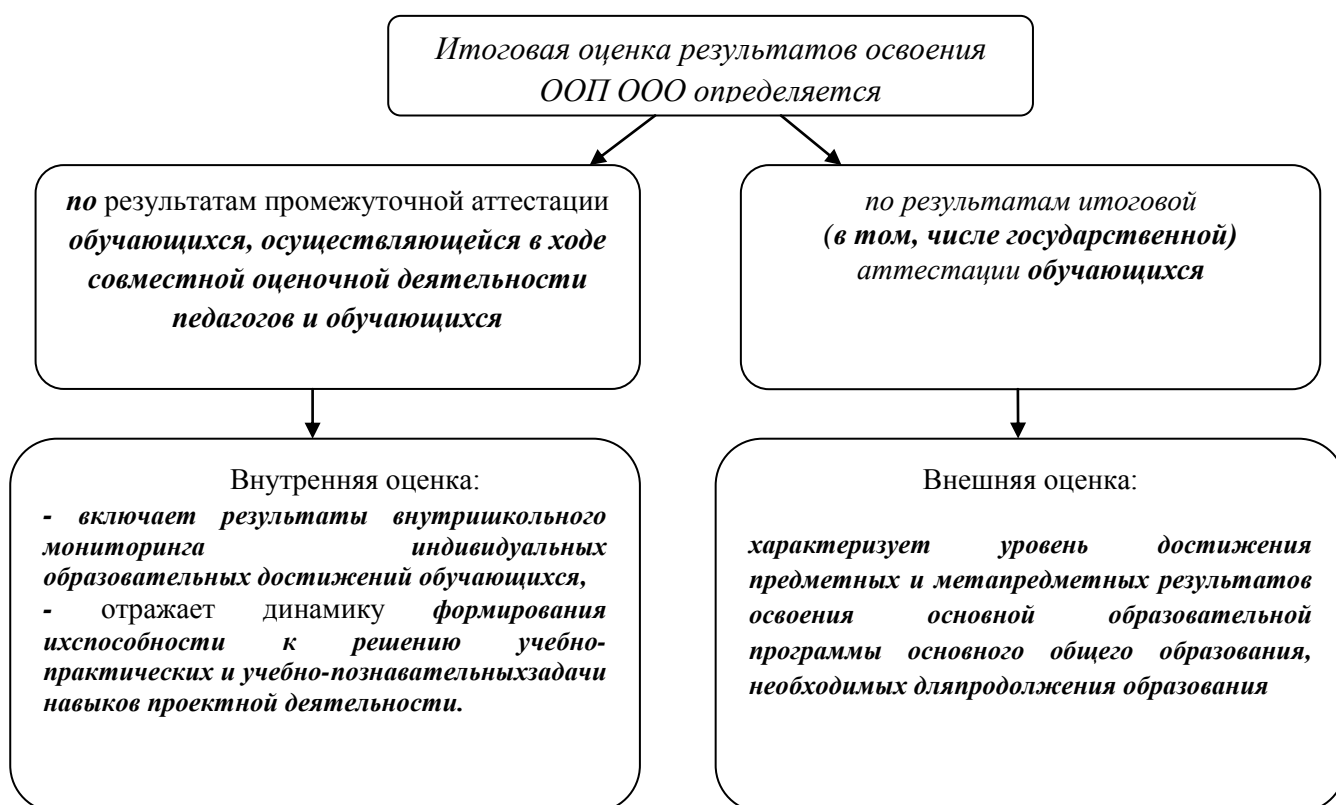 Итоговая оценка результатов освоения
ООП ООО определяется
по результатам промежуточной аттестации
обучающихся, осуществляющейся в ходе
совместной оценочной деятельности
педагогов и обучающихся
по результатам итоговой
(в том, числе государственной)
аттестации обучающихся
Внутренняя оценка:
- включает результаты внутришкольного
мониторинга индивидуальных
образовательных достижений обучающихся,
- отражает динамику формирования
ихспособности к решению учебно-
практических и учебно-познавательныхзадачи
навыков проектной деятельности.
Внешняя оценка:
характеризует уровень достижения
предметных и метапредметных результатов
освоения основной образовательной
программы основного общего образования,
необходимых дляпродолжения образования